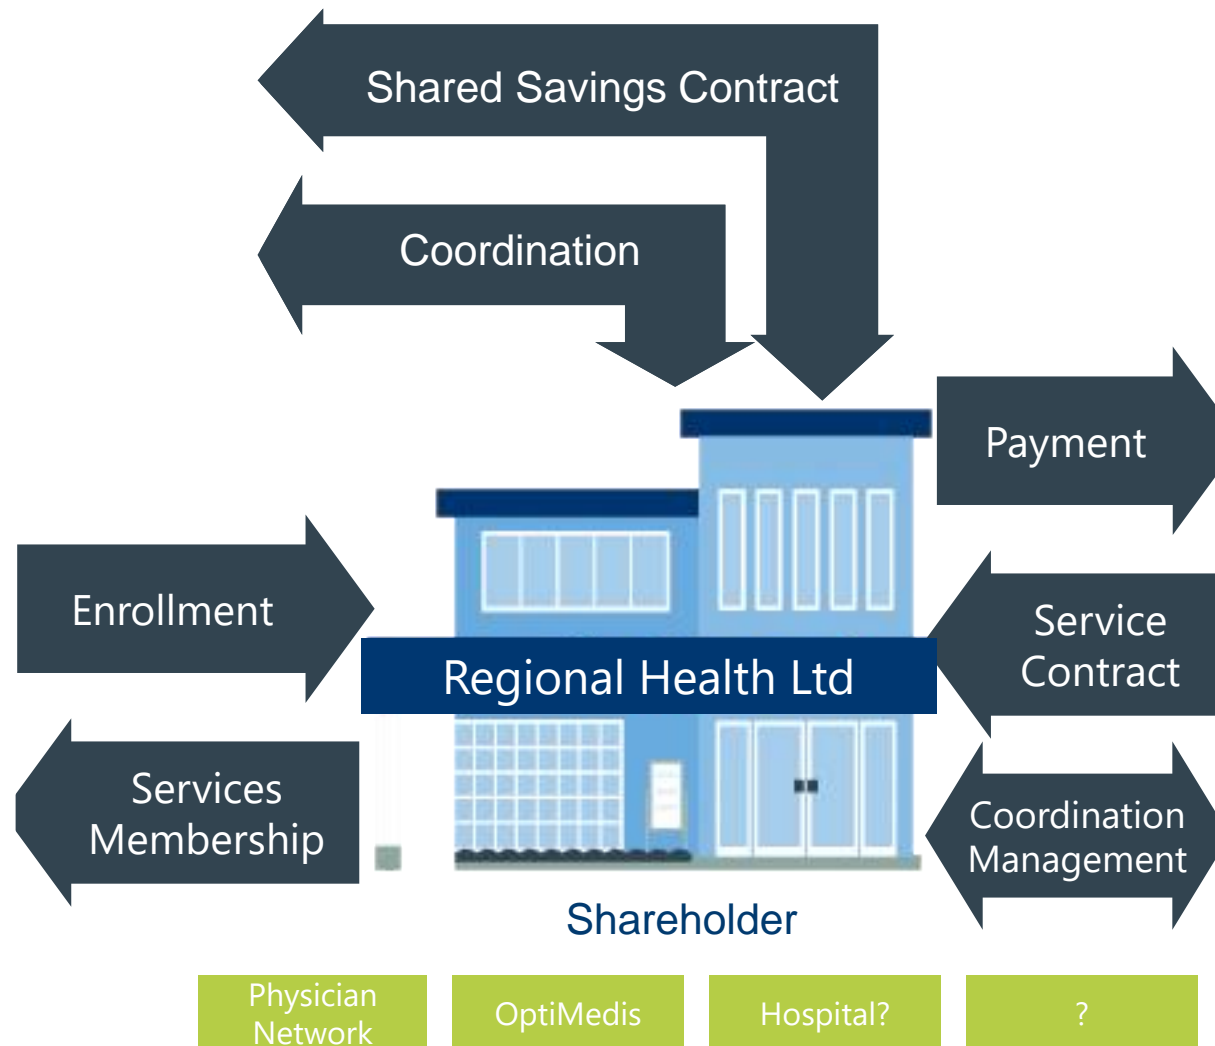 Shared Savings Contract
Coordination
Payment
Enrollment
Service
Contract
Regional Health Ltd
Services
Membership
Coordination
Management
Shareholder
Physician
Network
OptiMedis
Hospital?
?